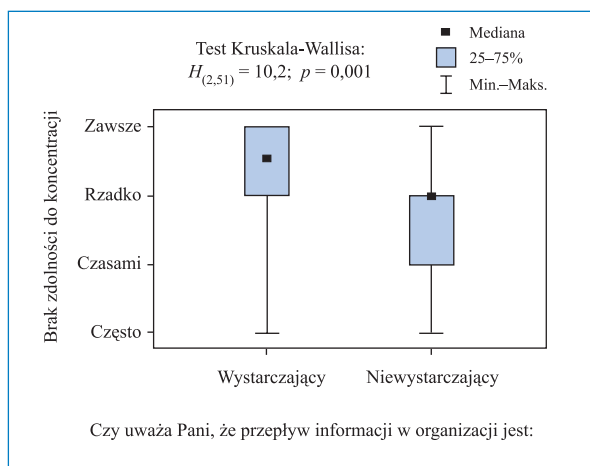 Test Kruskala-Wallisa:
H(2,51) = 10,2; p = 0,001
Mediana
25–75%
Min.–Maks.
Brak zdolności do koncentracji
Zawsze
Rzadko
Czasami
Często
Wystarczający
Niewystarczający
Czy uważa Pani, że przepływ informacji w organizacji jest: